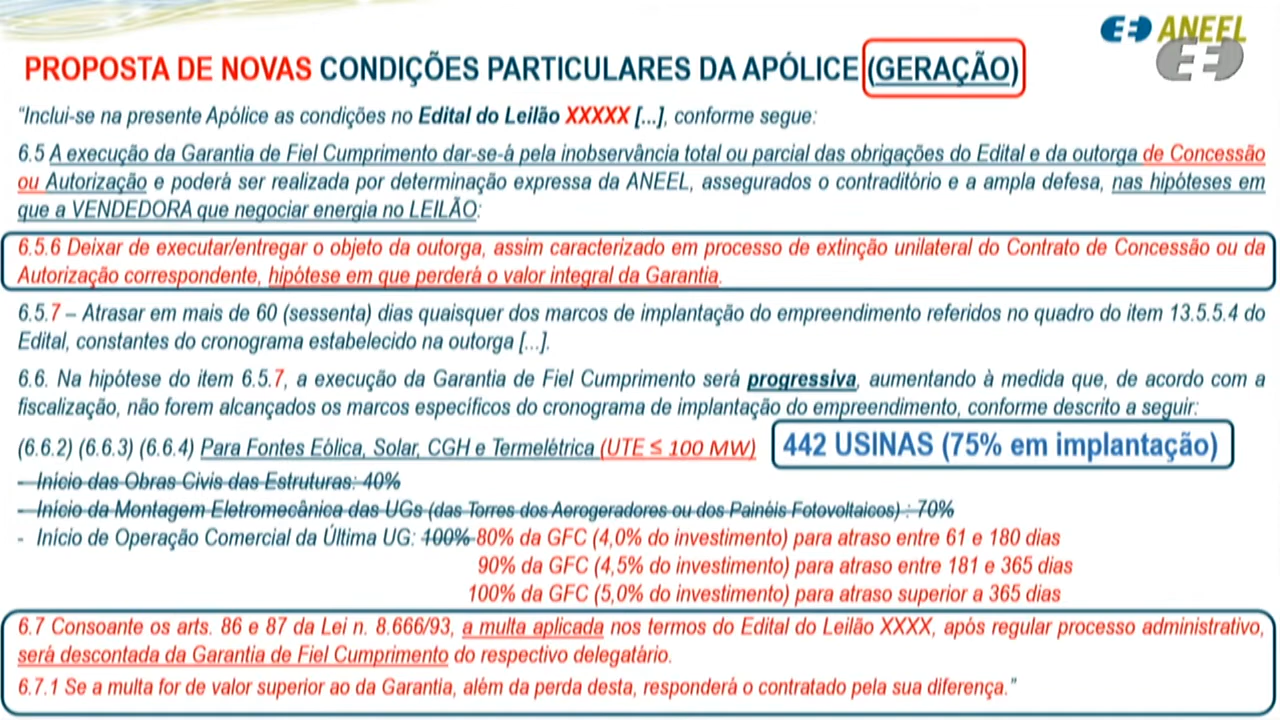 ANEEL
PROPOSTA DE NOVAS CONDIÇÕES PARTICULARES DA APÓLICE (GERAÇÃO)
“Inclui-se na presente Apólice as condições no Edital do Leilão XXXXX [...], conforme segue:
6.5 A execução da Garantia de Fiel Cumprimento dar-se-á pela inobservância total ou parcial das obrigações do Edital e da outorga de Concessão
ou Autorização e poderá ser realizada por determinação expressa da ANEEL, assegurados o contraditório e a ampla defesa, nas hipóteses em
que a VENDEDORA que negociar energia no LEILÃO:
6.5.6 Deixar de executar/entregar o objeto da outorga, assim caracterizado em processo de extinção unilateral do Contrato de Concessão ou da
Autorização correspondente, hipótese em que perderá o valor integral da Garantia.
6.5.7 – Atrasar em mais de 60 (sessenta) dias quaisquer dos marcos de implantação do empreendimento referidos no quadro do item 13.5.5.4 do
Edital, constantes do cronograma estabelecido na outorga [...].
6.6. Na hipótese do item 6.5.7, a execução da Garantia de Fiel Cumprimento será progressiva, aumentando à medida que, de acordo com a
fiscalização, não forem alcançados os marcos específicos do cronograma de implantação do empreendimento, conforme descrito a seguir:
(6.6.2) (6.6.3) (6.6.4) Para Fontes Eólica, Solar, CGH e Termelétrica (UTE ≤ 100 MW)
442 USINAS (75% em implantação)
- Início das Obras Civis das Estruturas: 40%
- Início da Montagem Eletromecânica das UGs (das Torres dos Aerogeradores ou dos Painéis Fotovoltaicos) : 70%
- Início de Operação Comercial da Última UG: 100% 80% da GFC (4,0% do investimento) para atraso entre 61 e 180 dias
90% da GFC (4,5% do investimento) para atraso entre 181 e 365 dias
100% da GFC (5,0% do investimento) para atraso superior a 365 dias
6.7 Consoante os arts. 86 e 87 da Lei n. 8.666/93, a multa aplicada nos termos do Edital do Leilão XXXX, após regular processo administrativo,
será descontada da Garantia de Fiel Cumprimento do respectivo delegatário.
6.7.1 Se a multa for de valor superior ao da Garantia, além da perda desta, responderá o contratado pela sua diferença.”